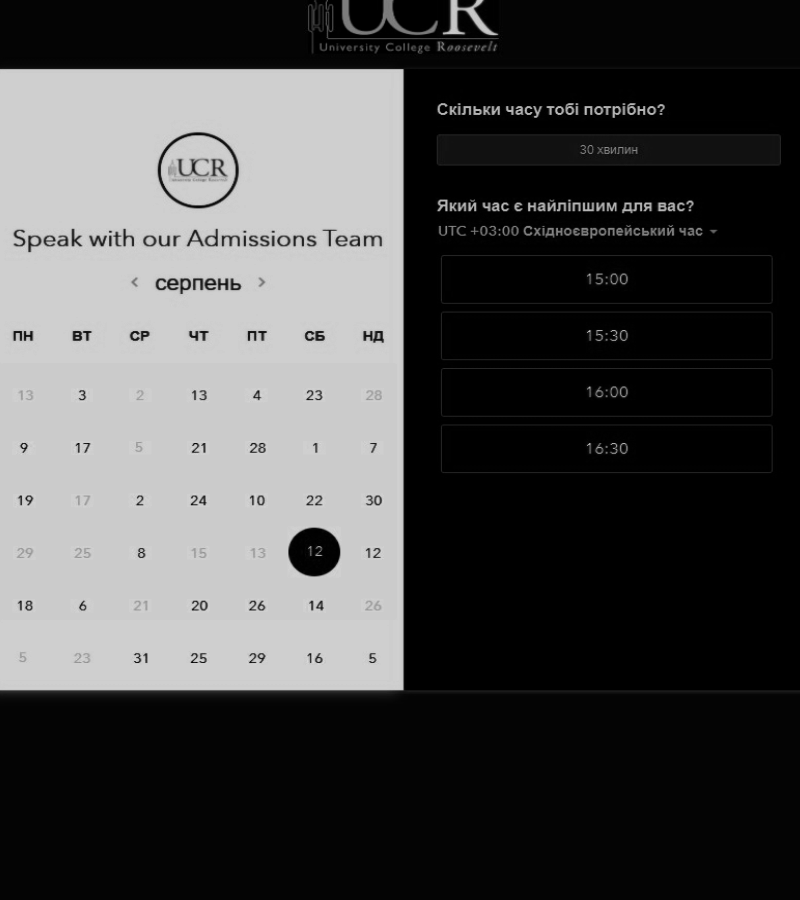 UCR
University College Roosevelt
UCR
Speak with our Admissions Team
< серпень >
ПН ВТ СР ЧТ ПТ СБ НД
13 3 2 13 4 23 28
9 17 5 21 28 1 7
19 17 2 24 10 22 30
29 25 8 15 13 12 12
18 6 21 20 26 14 26
5 23 31 25 29 16 5
Скільки часу тобі потрібно?
30 хвилин
Який час є найліпшим для вас?
UTC +03:00 Східноєвропейський час
15:00
15:30
16:00
16:30